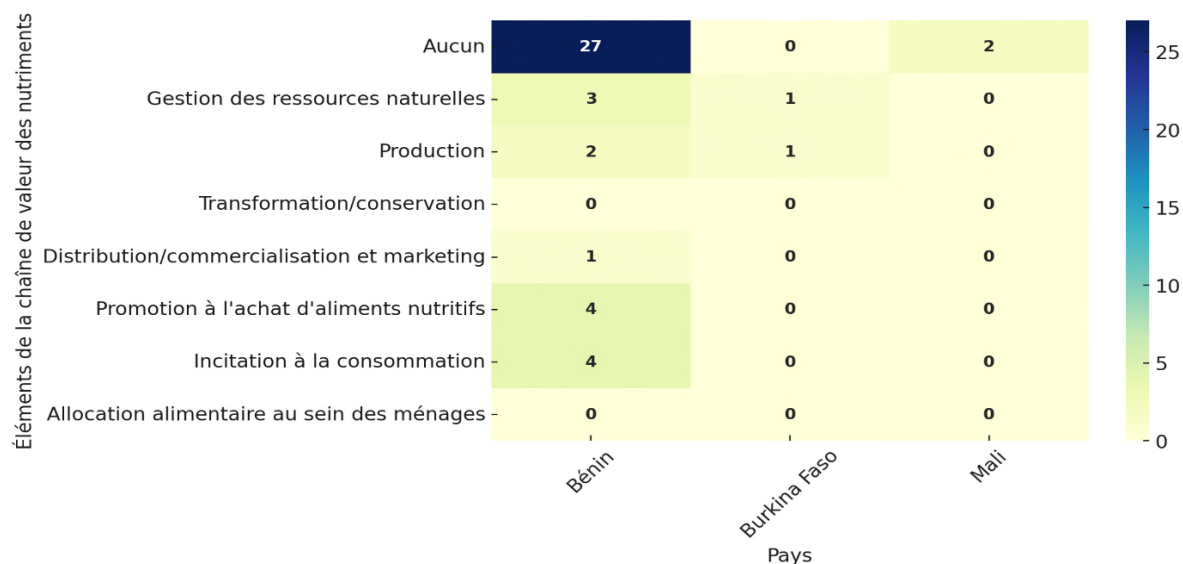 Éléments de la chaîne de valeur des nutriments
Aucun 27 0 2
Gestion des ressources naturelles 3 1 0
Production 2 1 0
Transformation/conservation 0 0 0
Distribution/commercialisation et marketing 1 0 0
Promotion à l'achat d'aliments nutritifs 4 0 0
Incitation à la consommation 4 0 0
Allocation alimentaire au sein des ménages 0 0 0
Bénin Burkina Faso Mali
Pays
25
20
15
10
5
0